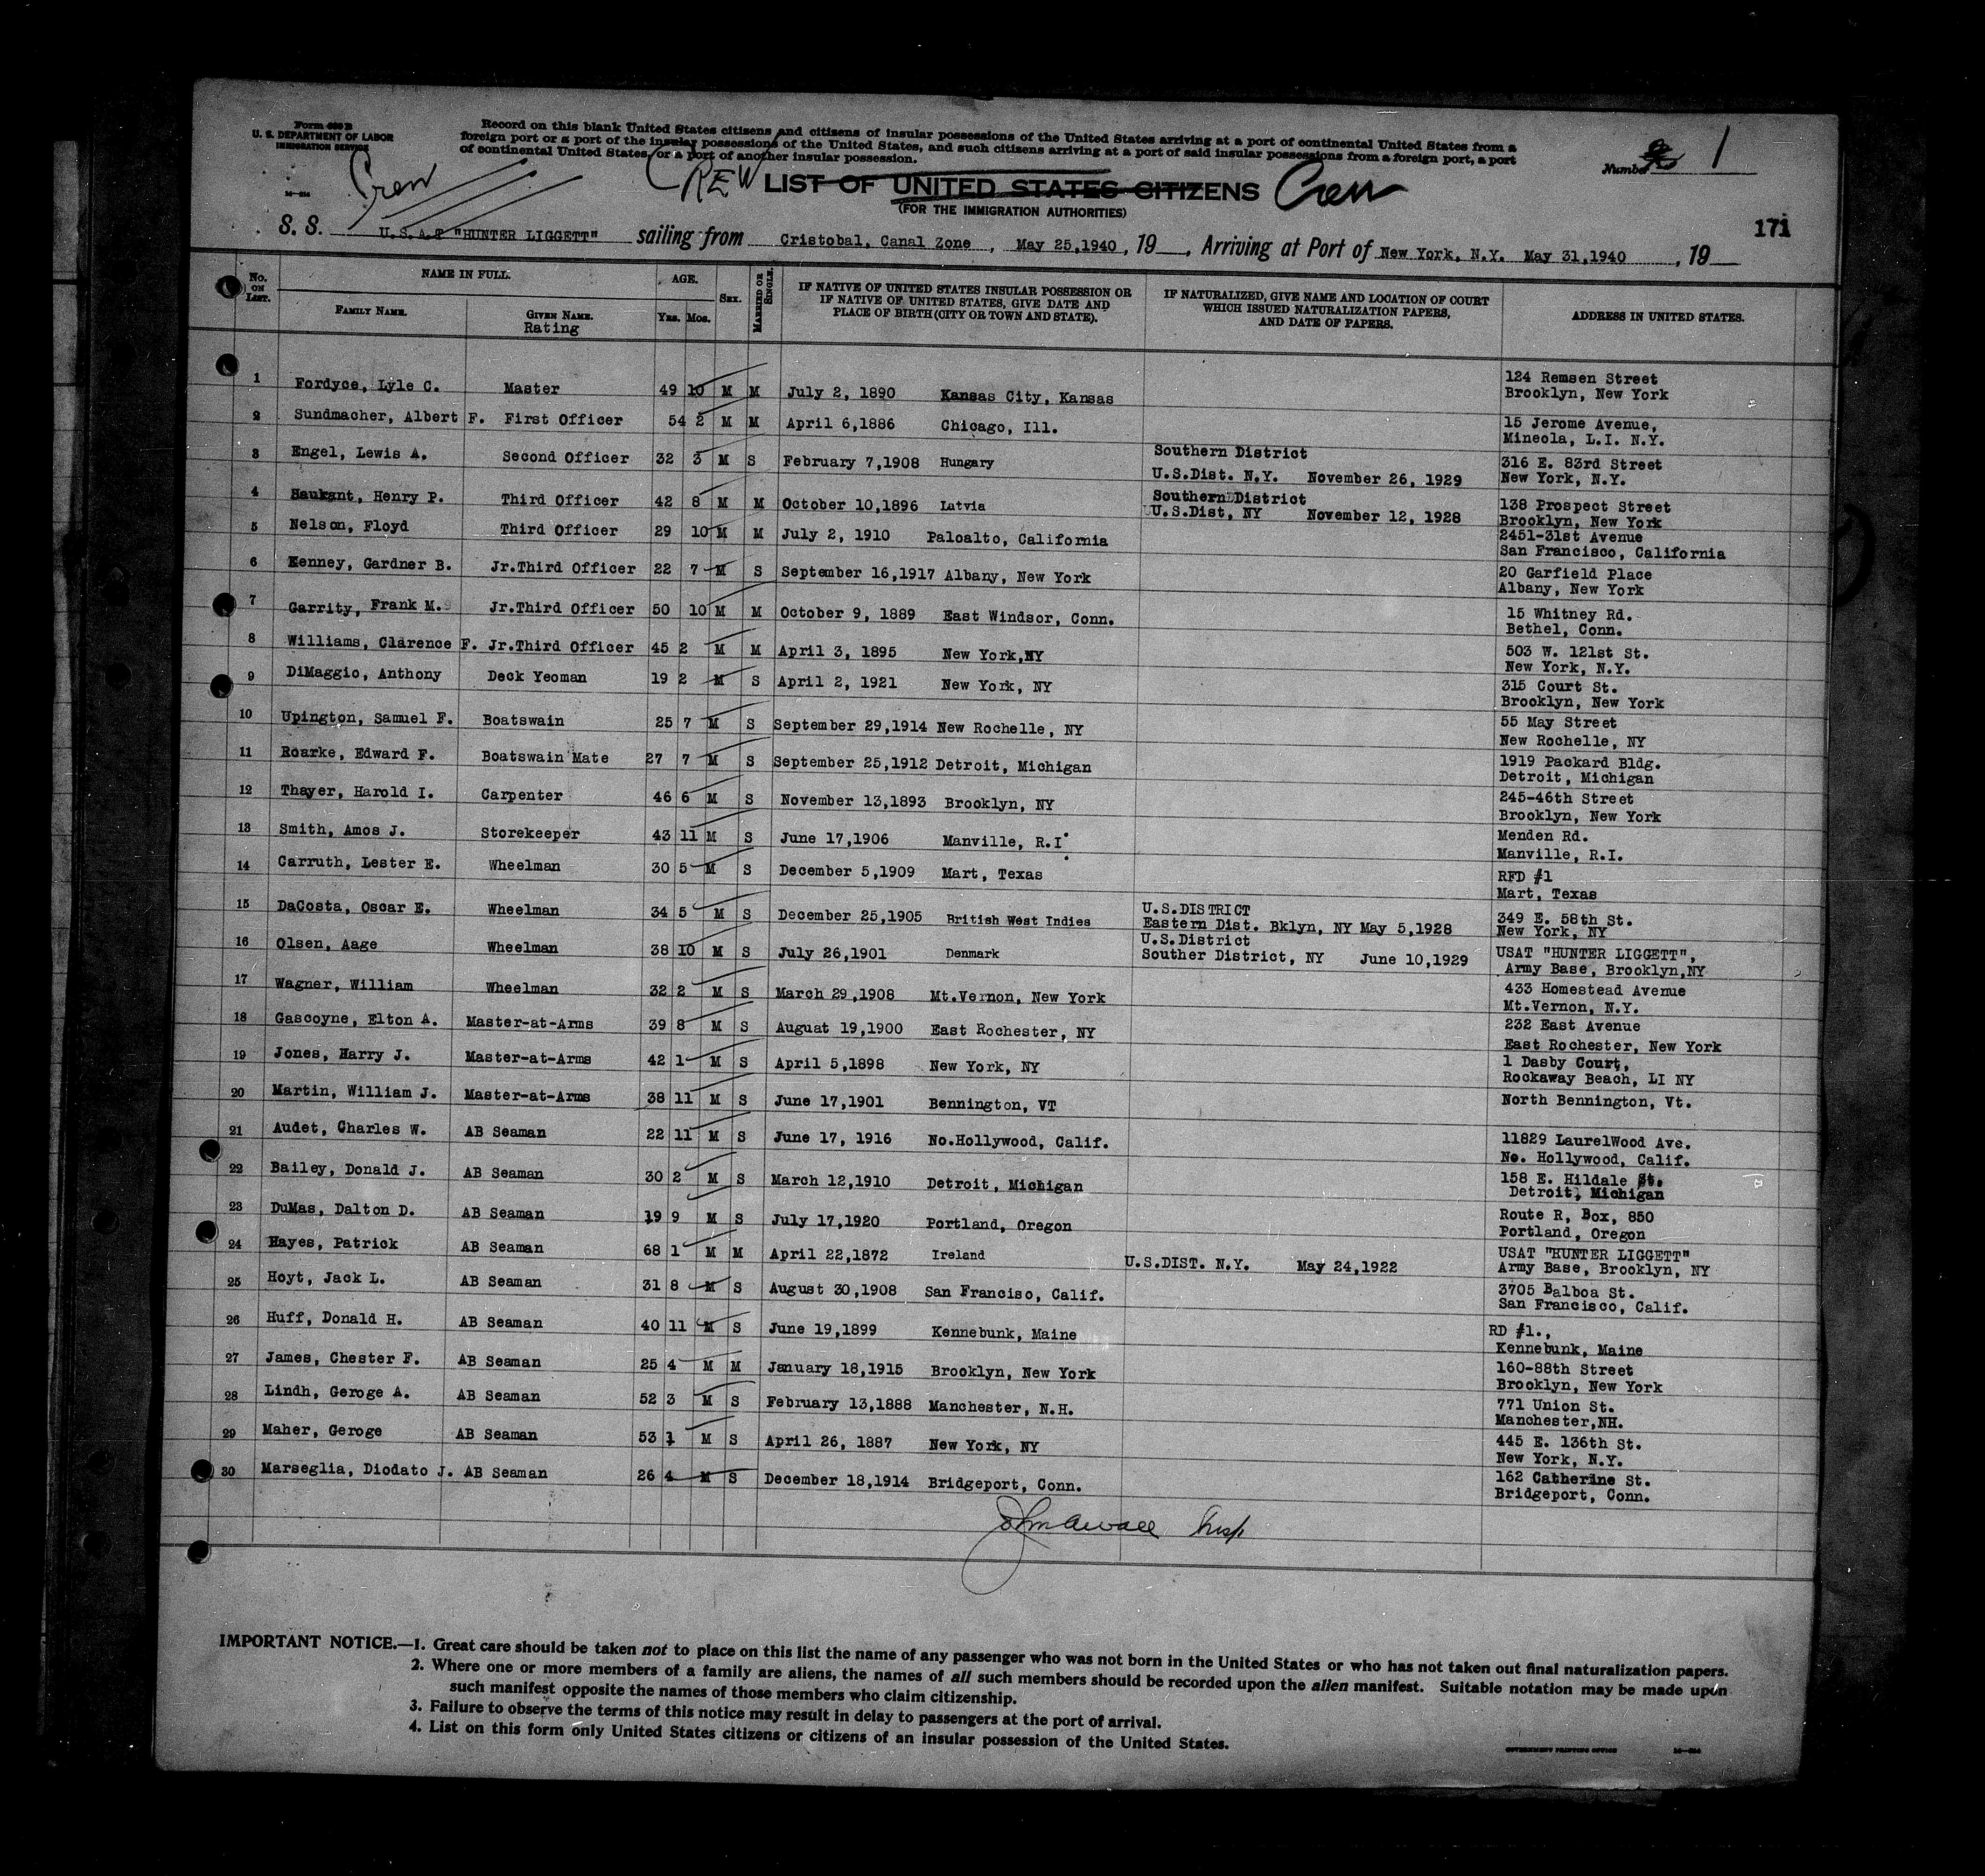 Form 630 B
U. S. DEPARTMENT OF LABOR
IMMIGRATION SERVICE
Record on this blank United States citizens and citizens of insular possessions of the United States arriving at a port of continental United States from a
foreign port or a port of the insular possessions of the United States, and such citizens arriving at a port of said insular possessions from a foreign port, a port
of continental United States, or a port of another insular possession.
Number 1
Crew
CREW LIST OF UNITED STATES CITIZENS Crew
(FOR THE IMMIGRATION AUTHORITIES)
171
S. S. U.S.A.T "HUNTER LIGGETT" sailing from Cristobal, Canal Zone, May 25,1940, 19 , Arriving at Port of New York, N.Y. May 31,1940, 19
No. ON LIST. NAME IN FULL. AGE. SEX. MARRIED OR SINGLE. IF NATIVE OF UNITED STATES INSULAR POSSESSION OR IF NATIVE OF UNITED STATES, GIVE DATE AND PLACE OF BIRTH (CITY OR TOWN AND STATE). IF NATURALIZED, GIVE NAME AND LOCATION OF COURT WHICH ISSUED NATURALIZATION PAPERS, AND DATE OF PAPERS. ADDRESS IN UNITED STATES.
FAMILY NAME. GIVEN NAME. Yrs. Mos.
Rating
1 Fordyce, Lyle C. Master 49 10 M M July 2, 1890 Kansas City, Kansas 124 Remsen Street
Brooklyn, New York
2 Sundmacher, Albert F. First Officer 54 2 M M April 6,1886 Chicago, Ill. 15 Jerome Avenue,
Mineola, L.I. N.Y.
3 Engel, Lewis A. Second Officer 32 3 M S February 7,1908 Hungary Southern District 316 E. 83rd Street
U.S.Dist. N.Y. November 26, 1929 New York, N.Y.
4 Saukant, Henry P. Third Officer 42 8 M M October 10,1896 Latvia Southern District 138 Prospect Street
U.S.Dist, NY November 12, 1928 Brooklyn, New York
5 Nelson, Floyd Third Officer 29 10 M M July 2, 1910 Paloalto, California 2451-31st Avenue
San Francisco, California
6 Kenney, Gardner B. Jr.Third Officer 22 7 M S September 16,1917 Albany, New York 20 Garfield Place
Albany, New York
7 Garrity, Frank M. Jr.Third Officer 50 10 M M October 9, 1889 East Windsor, Conn. 15 Whitney Rd.
Bethel, Conn.
8 Williams, Clarence F. Jr.Third Officer 45 2 M M April 3, 1895 New York,NY 503 W. 121st St.
New York, N.Y.
9 DiMaggio, Anthony Deck Yeoman 19 2 M S April 2, 1921 New York, NY 315 Court St.
Brooklyn, New York
10 Upington, Samuel F. Boatswain 25 7 M S September 29,1914 New Rochelle, NY 55 May Street
New Rochelle, NY
11 Roarke, Edward F. Boatswain Mate 27 7 M S September 25,1912 Detroit, Michigan 1919 Packard Bldg.
Detroit, Michigan
12 Thayer, Harold I. Carpenter 46 6 M S November 13,1893 Brooklyn, NY 245-46th Street
Brooklyn, New York
13 Smith, Amos J. Storekeeper 43 11 M S June 17,1906 Manville, R.I. Menden Rd.
Manville, R.I.
14 Carruth, Lester E. Wheelman 30 5 M S December 5,1909 Mart, Texas RFD #1
Mart, Texas
15 DaCosta, Oscar E. Wheelman 34 5 M S December 25,1905 British West Indies U.S.DISTRICT 349 E. 58th St.
Eastern Dist. Bklyn, NY May 5,1928 New York, NY
16 Olsen, Aage Wheelman 38 10 M S July 26,1901 Denmark U.S.District USAT "HUNTER LIGGETT",
Souther District, NY June 10,1929 Army Base, Brooklyn,NY
17 Wagner, William Wheelman 32 2 M S March 29,1908 Mt.Vernon, New York 433 Homestead Avenue
Mt.Vernon, N.Y.
18 Gascoyne, Elton A. Master-at-Arms 39 8 M S Auguat 19,1900 East Rochester, NY 232 East Avenue
East Rochester, New York
19 Jones, Harry J. Master-at-Arms 42 1 M S April 5,1898 New York, NY 1 Dasby Court,
Rockaway Beach, LI NY
20 Martin, William J. Master-at-Arms 38 11 M S June 17,1901 Bennington, VT North Bennington, Vt.
21 Audet, Charles W. AB Seaman 22 11 M S June 17, 1916 No.Hollywood, Calif. 11829 LaurelWood Ave.
No. Hollywood, Calif.
22 Bailey, Donald J. AB Seaman 30 2 M S March 12,1910 Detroit, Michigan 158 E. Hildale St.
Detroit, Michigan
23 DuMas, Dalton D. AB Seaman 19 9 M S July 17,1920 Portland, Oregon Route R, Box, 850
Portland, Oregon
24 Hayes, Patrick AB Seaman 68 1 M M April 22,1872 Ireland U.S.DIST. N.Y. May 24,1922 USAT "HUNTER LIGGETT"
Army Base, Brooklyn, NY
25 Hoyt, Jack L. AB Seaman 31 8 M S August 30,1908 San Franciso, Calif. 3705 Balboa St.
San Francisco, Calif.
26 Huff, Donald H. AB Seaman 40 11 M S June 19,1899 Kennebunk, Maine RD #1.,
Kennebunk, Maine
27 James, Chester F. AB Seaman 25 4 M M January 18,1915 Brooklyn, New York 160-88th Street
Brooklyn, New York
28 Lindh, Geroge A. AB Seaman 52 3 M S February 13,1888 Manchester, N.H. 771 Union St.
Manchester,NH.
29 Maher, Geroge AB Seaman 53 1 M S April 26, 1887 New York, NY 445 E. 136th St.
New York, N.Y.
30 Marseglia, Diodato J. AB Seaman 26 4 M S December 18,1914 Bridgeport, Conn. 162 Catherine St.
Bridgeport, Conn.
IMPORTANT NOTICE.—1. Great care should be taken not to place on this list the name of any passenger who was not born in the United States or who has not taken out final naturalization papers.
2. Where one or more members of a family are aliens, the names of all such members should be recorded upon the alien manifest. Suitable notation may be made upon
such manifest opposite the names of those members who claim citizenship.
3. Failure to observe the terms of this notice may result in delay to passengers at the port of arrival.
4. List on this form only United States citizens or citizens of an insular possession of the United States.
GOVERNMENT PRINTING OFFICE